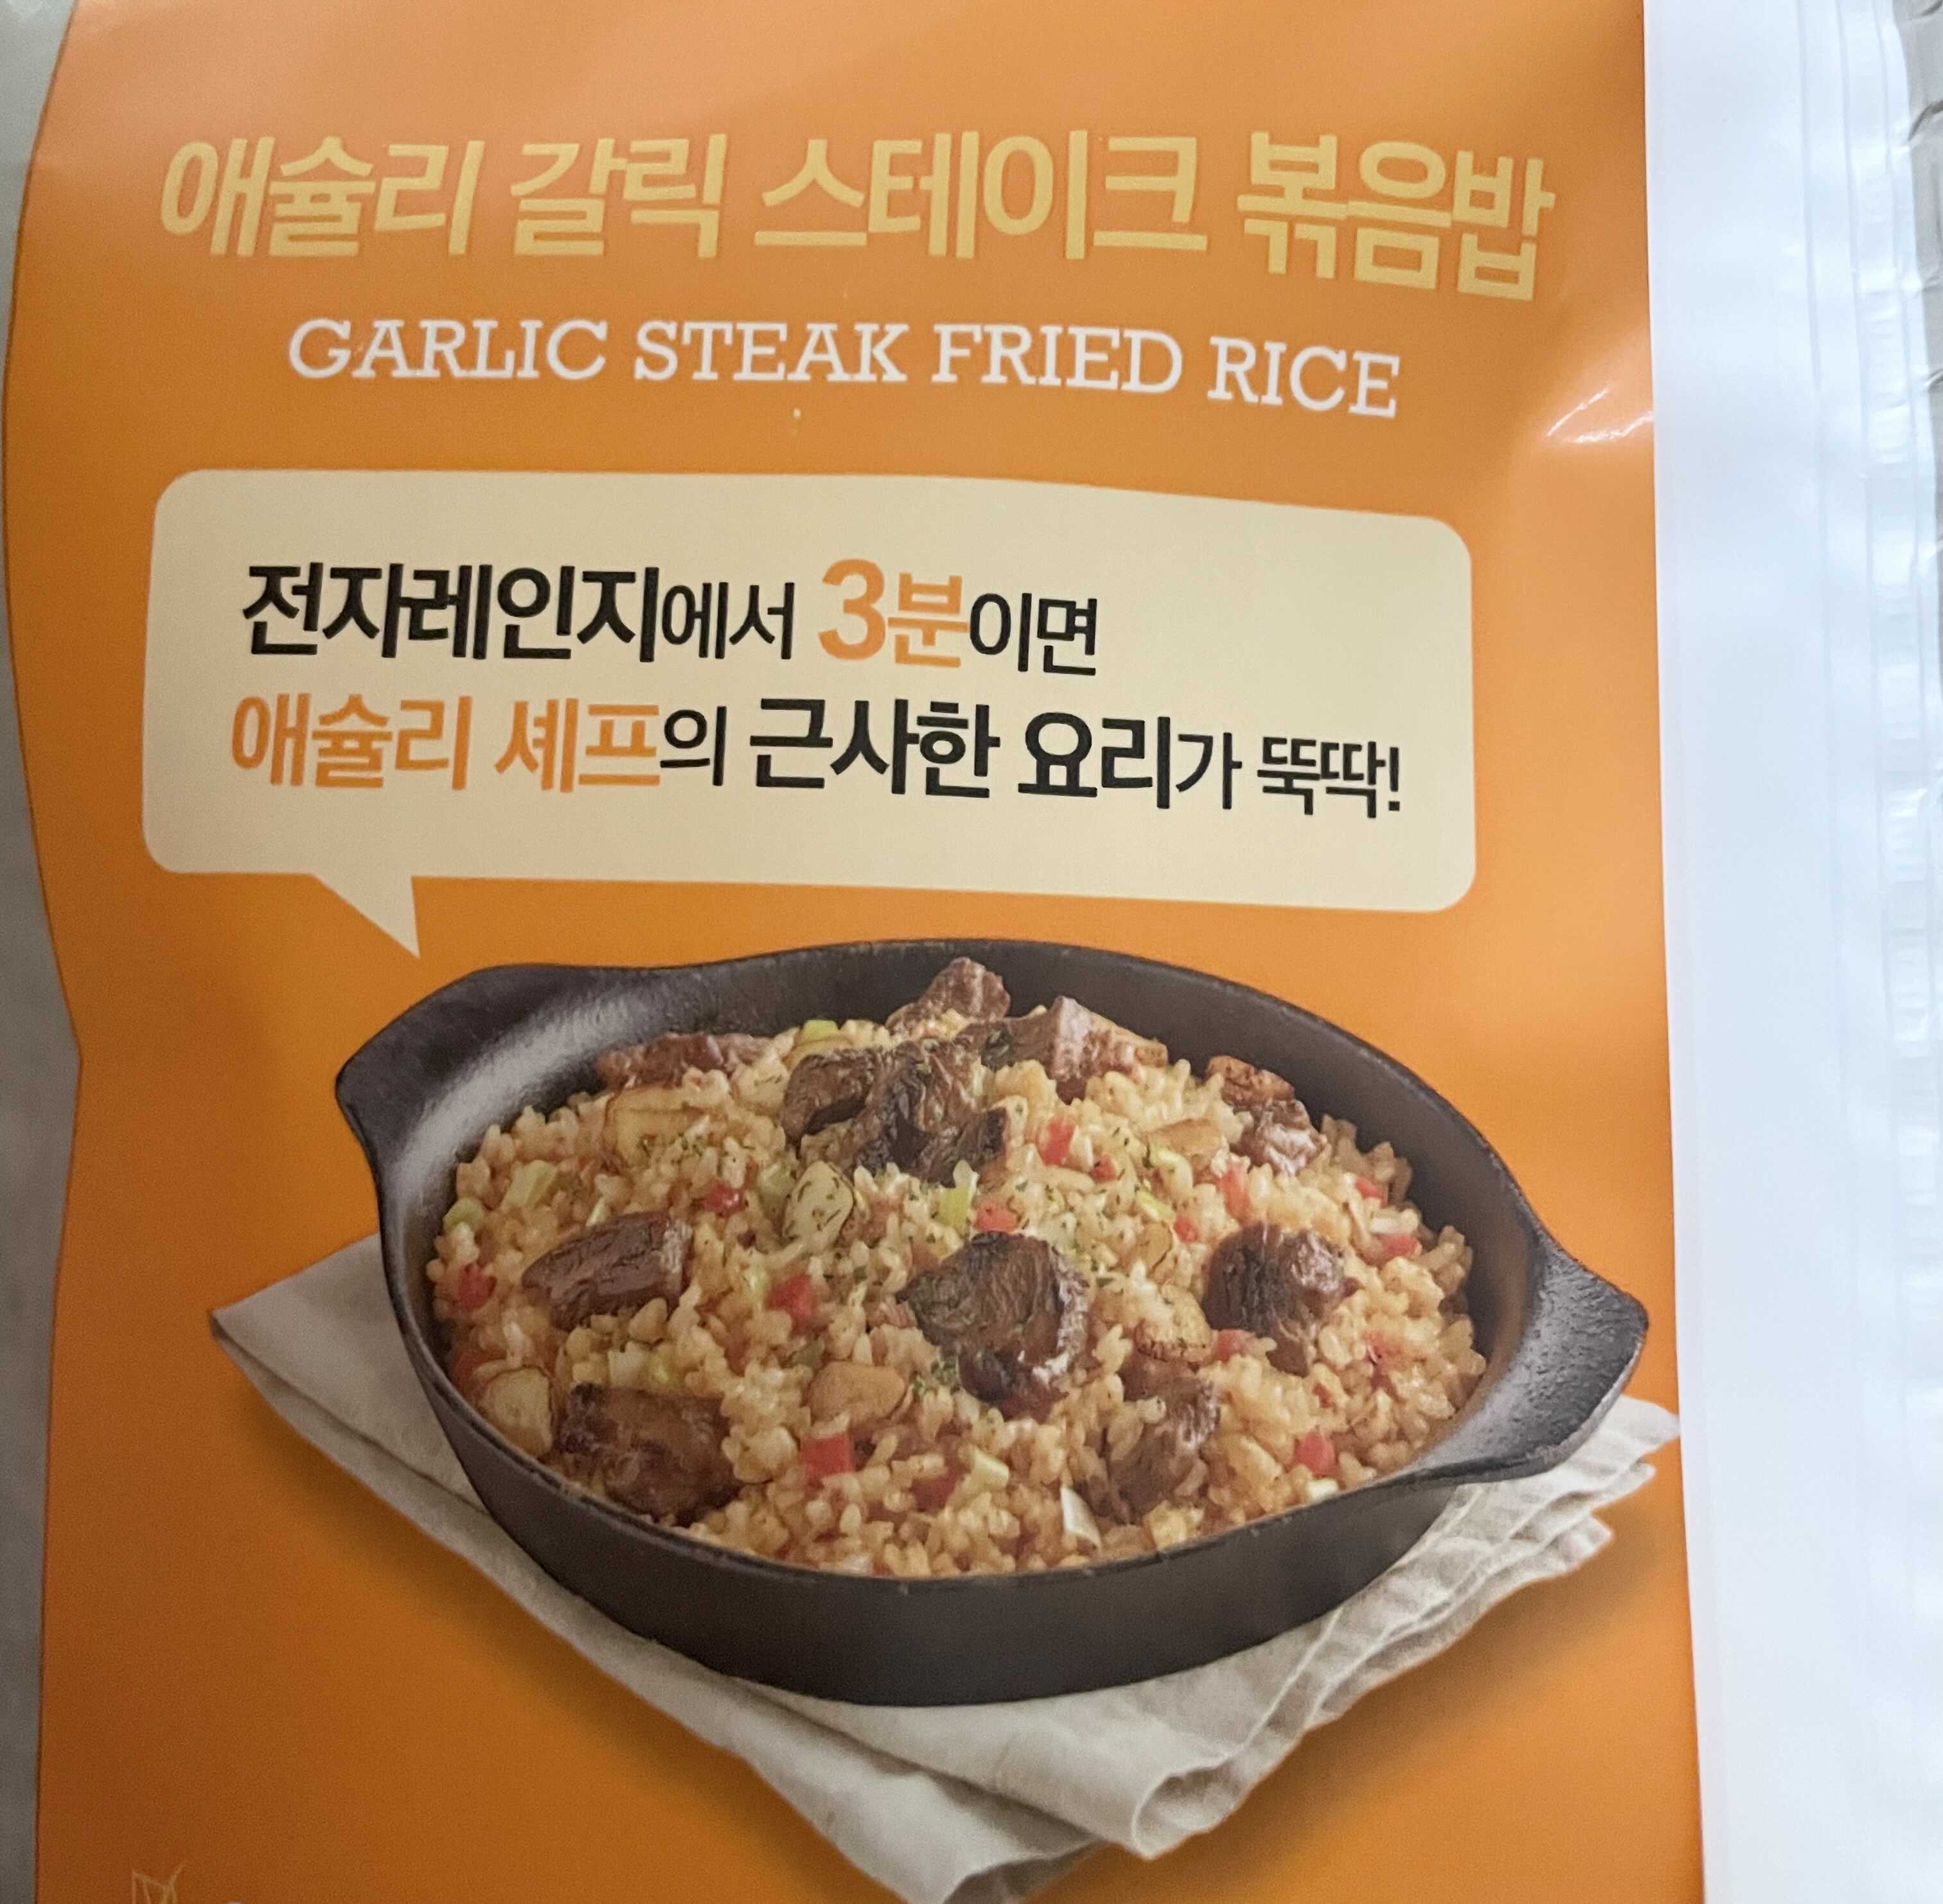 애슐리 갈릭 스테이크 볶음밥
GARLIC STEAK FRIED RICE
전자레인지에서 3분이면
애슐리 셰프의 근사한 요리가 뚝딱!